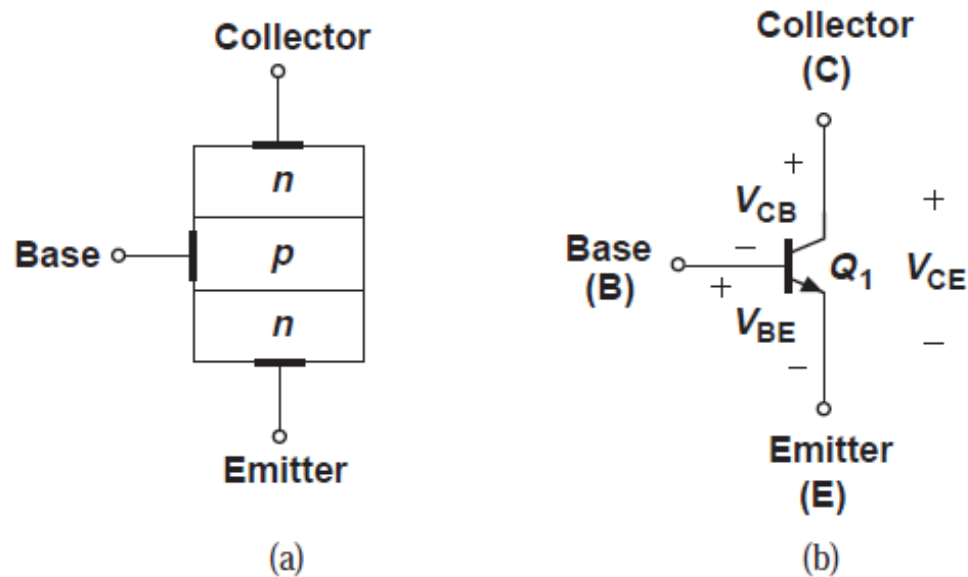 Collector
n
Base
p
n
Emitter
(a)
Collector
(C)
+
V_CB
−
Base
(B)
+
V_BE
−
Q_1
+
V_CE
−
Emitter
(E)
(b)